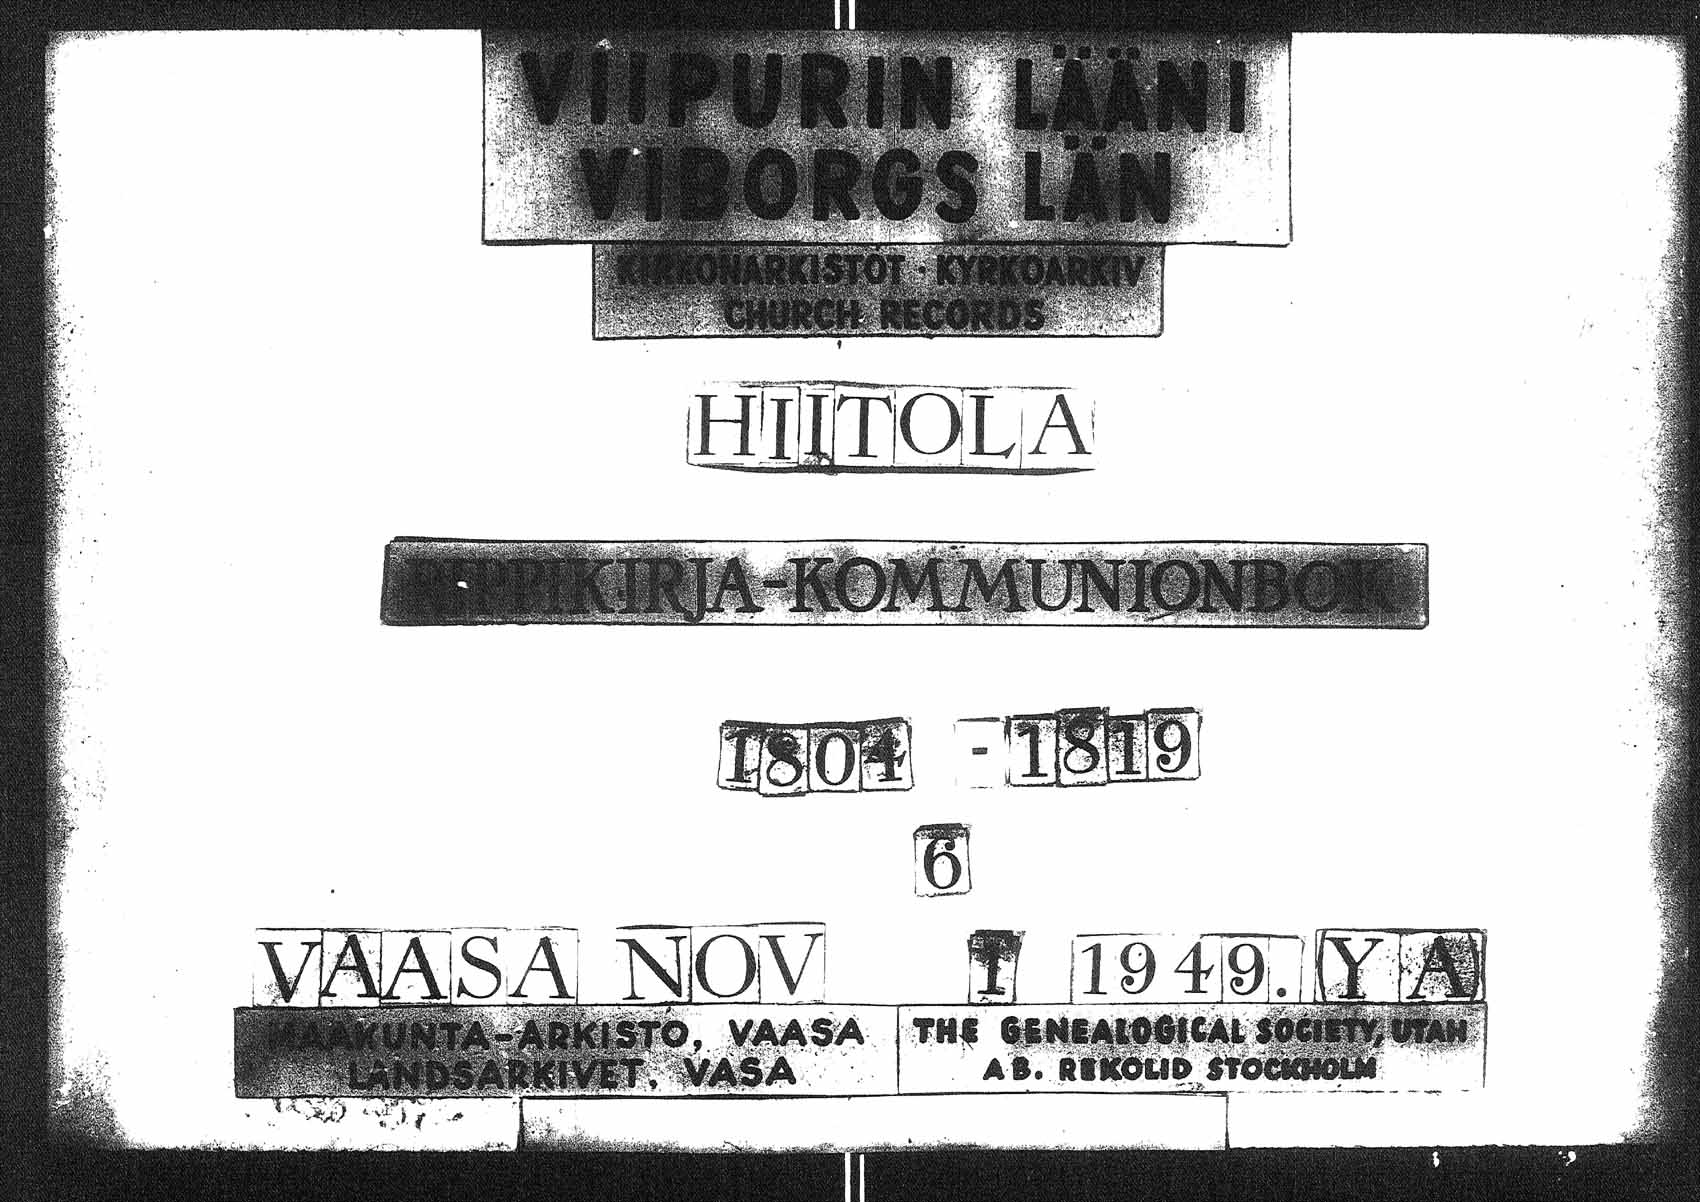 VIIPURIN LÄÄNI
VIBORGS LÄN
KIRKONARKISTOT · KYRKOARKIV
CHURCH RECORDS
HIITOLA
RIPPIKIRJA-KOMMUNIONBOK
1804 - 1819
6
VAASA NOV 1 1949. (YA)
MAAKUNTA-ARKISTO, VAASA
LANDSARKIVET, VASA
THE GENEALOGICAL SOCIETY, UTAH
AB. REKOLID STOCKHOLM